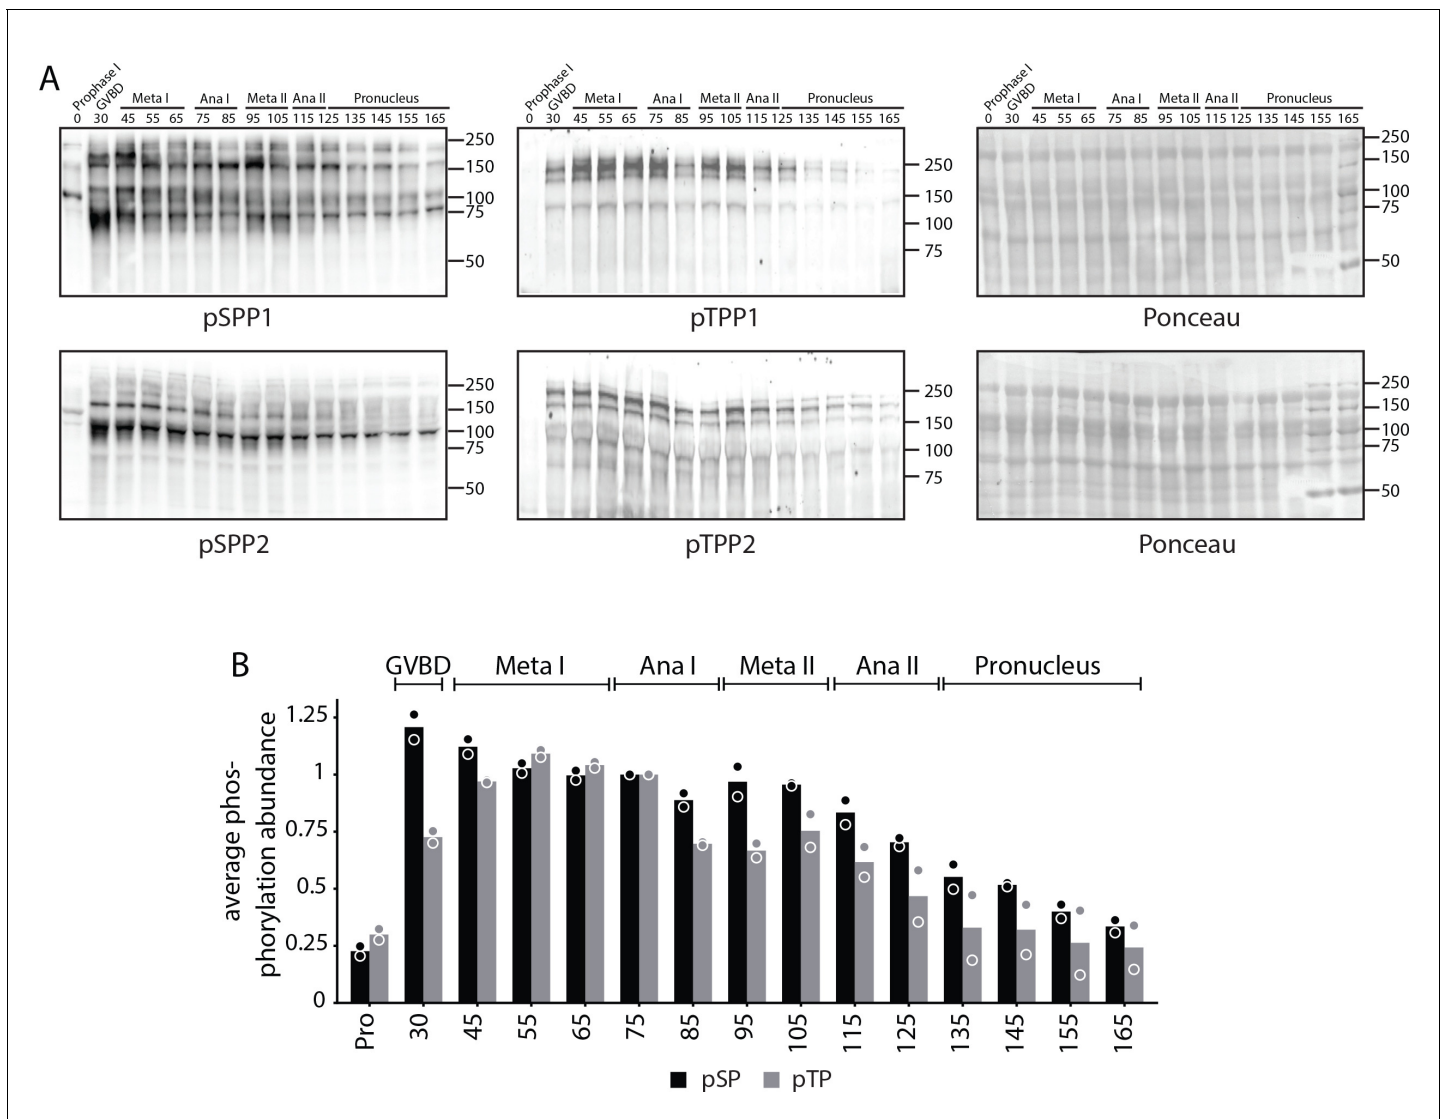 A
Prophase I GVBD Meta I Ana I Meta II Ana II Pronucleus
0 30 45 55 65 75 85 95 105 115 125 135 145 155 165
250
150
100
75
50
pSPP1
Prophase I GVBD Meta I Ana I Meta II Ana II Pronucleus
0 30 45 55 65 75 85 95 105 115 125 135 145 155 165
250
150
100
75
pTPP1
Prophase I GVBD Meta I Ana I Meta II Ana II Pronucleus
0 30 45 55 65 75 85 95 105 115 125 135 145 155 165
250
150
100
75
50
Ponceau
250
150
100
75
50
pSPP2
250
150
100
75
pTPP2
250
150
100
75
50
Ponceau
B
GVBD Meta I Ana I Meta II Ana II Pronucleus
average phos-
phorylation abundance
1.25
1
0.75
0.5
0.25
0
Pro 30 45 55 65 75 85 95 105 115 125 135 145 155 165
pSP pTP